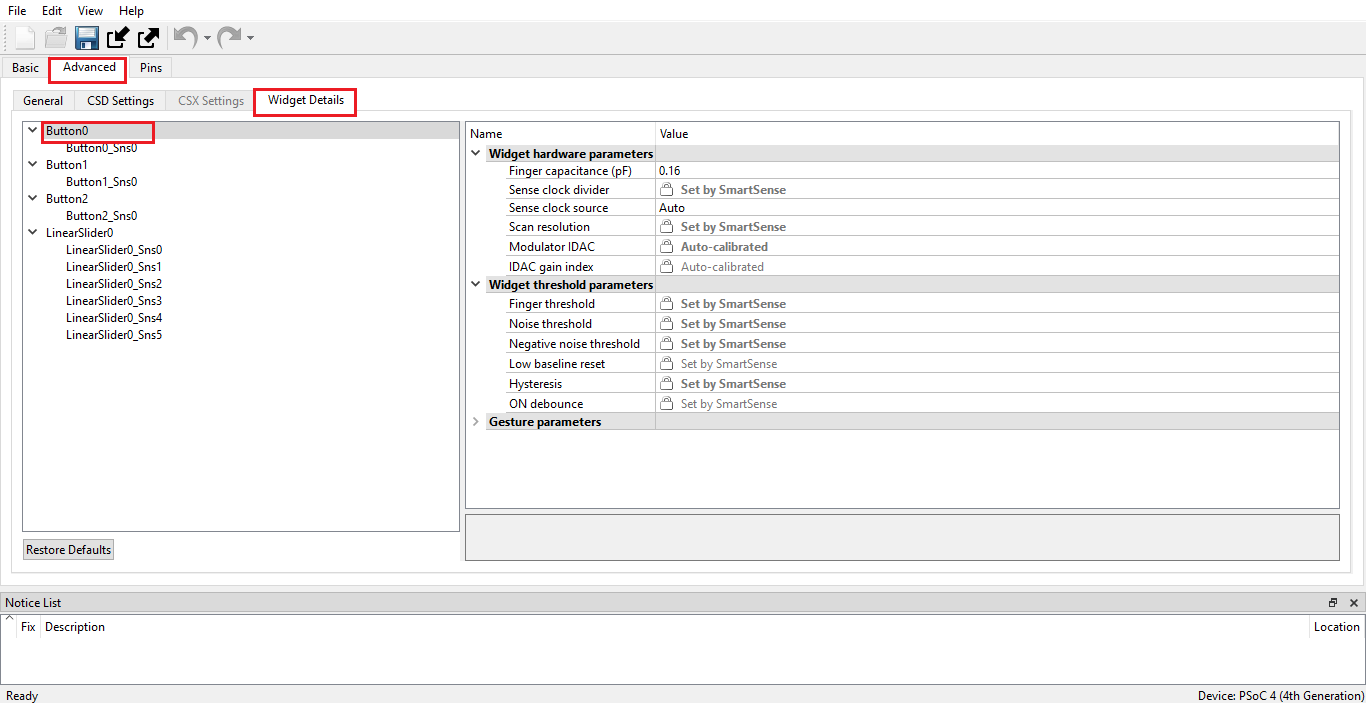 File Edit View Help
Basic Advanced Pins
General CSD Settings CSX Settings Widget Details
Button0
Button0_Sns0
Button1
Button1_Sns0
Button2
Button2_Sns0
LinearSlider0
LinearSlider0_Sns0
LinearSlider0_Sns1
LinearSlider0_Sns2
LinearSlider0_Sns3
LinearSlider0_Sns4
LinearSlider0_Sns5
Restore Defaults
Name Value
Widget hardware parameters
Finger capacitance (pF) 0.16
Sense clock divider Set by SmartSense
Sense clock source Auto
Scan resolution Set by SmartSense
Modulator IDAC Auto-calibrated
IDAC gain index Auto-calibrated
Widget threshold parameters
Finger threshold Set by SmartSense
Noise threshold Set by SmartSense
Negative noise threshold Set by SmartSense
Low baseline reset Set by SmartSense
Hysteresis Set by SmartSense
ON debounce Set by SmartSense
Gesture parameters
Notice List
Fix Description Location
Ready Device: PSoC 4 (4th Generation)